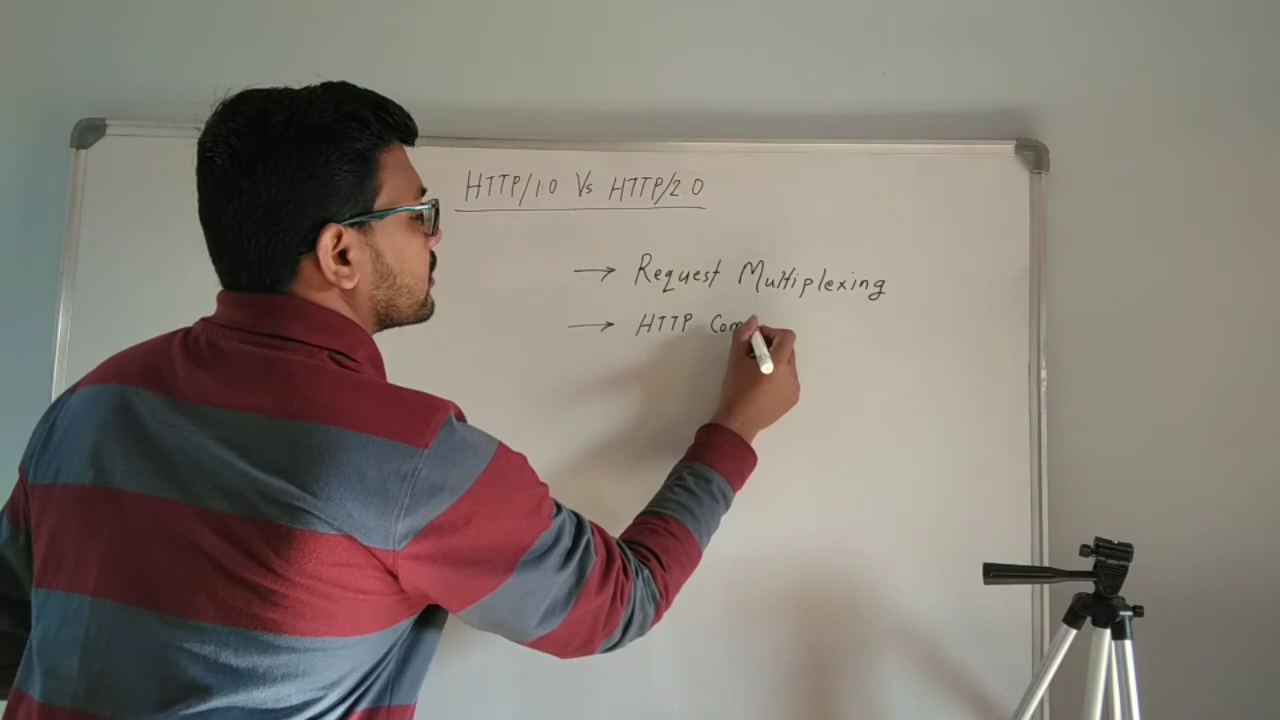 HTTP/1.0 Vs HTTP/2.0
→ Request Multiplexing
→ HTTP Com